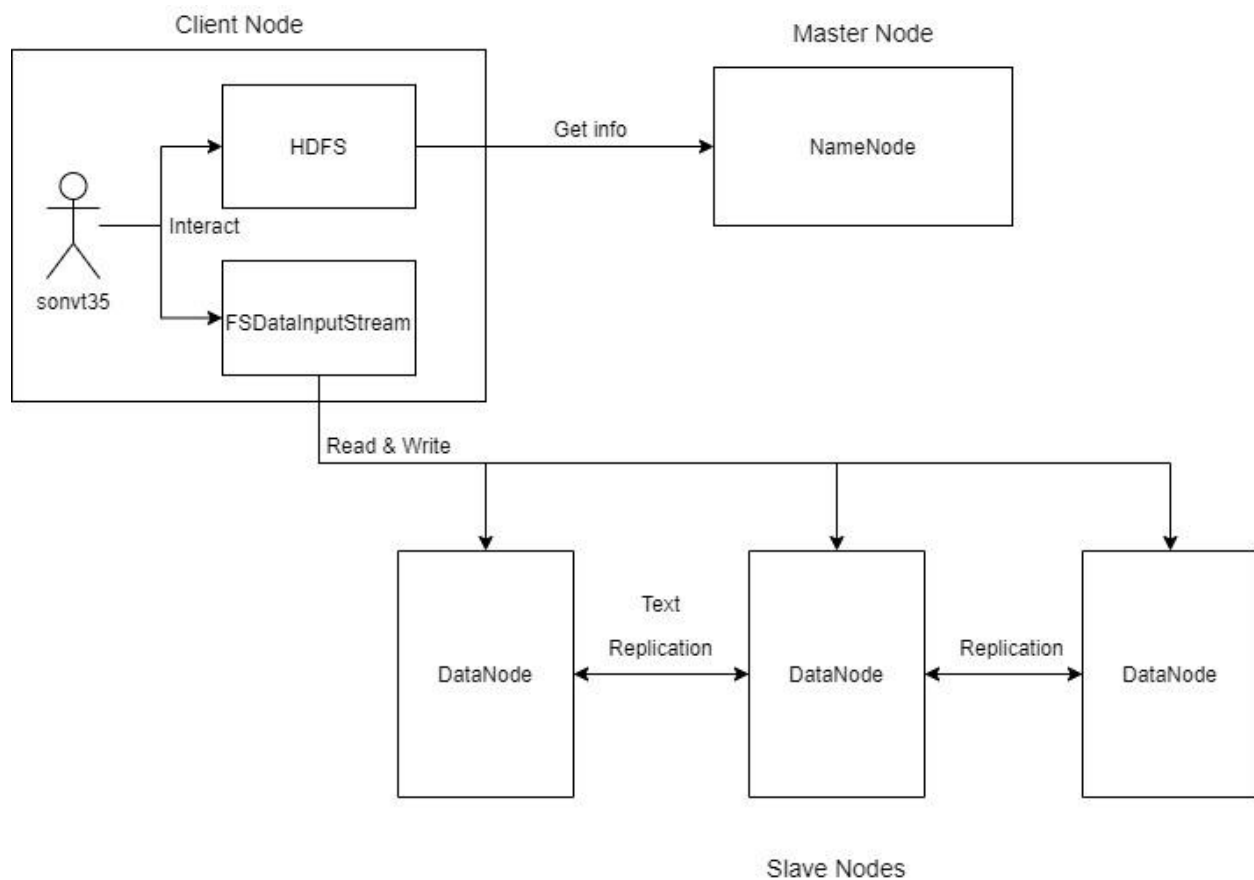 Client Node
Master Node
HDFS
Get info
NameNode
Interact
sonvt35
FSDataInputStream
Read & Write
Text
Replication
Replication
DataNode
DataNode
DataNode
Slave Nodes